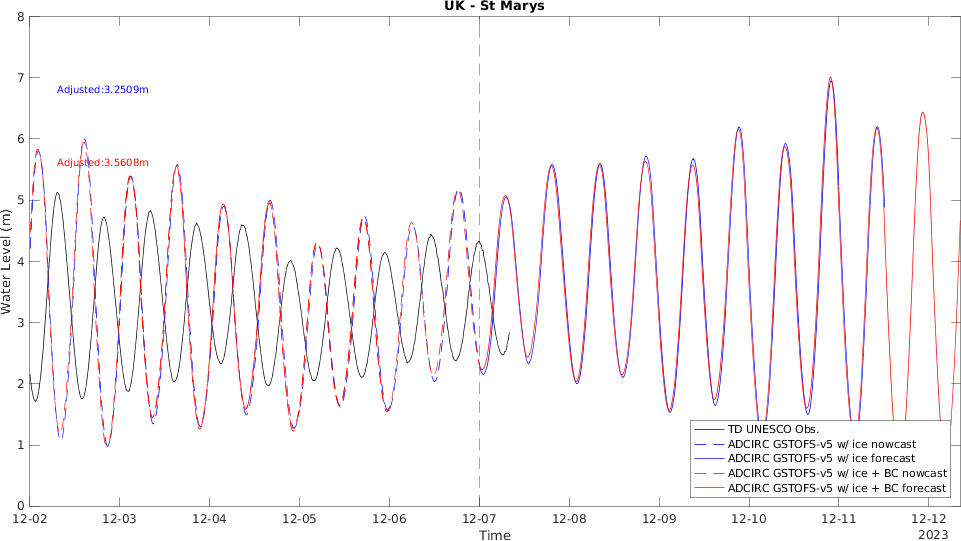 UK - St Marys
8
7
6
5
4
3
2
1
0
Water Level (m)
Adjusted:3.2509m
Adjusted:3.5608m
TD UNESCO Obs.
ADCIRC GSTOFS-v5 w/ ice nowcast
ADCIRC GSTOFS-v5 w/ ice forecast
ADCIRC GSTOFS-v5 w/ ice + BC nowcast
ADCIRC GSTOFS-v5 w/ ice + BC forecast
12-02 12-03 12-04 12-05 12-06 12-07 12-08 12-09 12-10 12-11 12-12
Time
2023